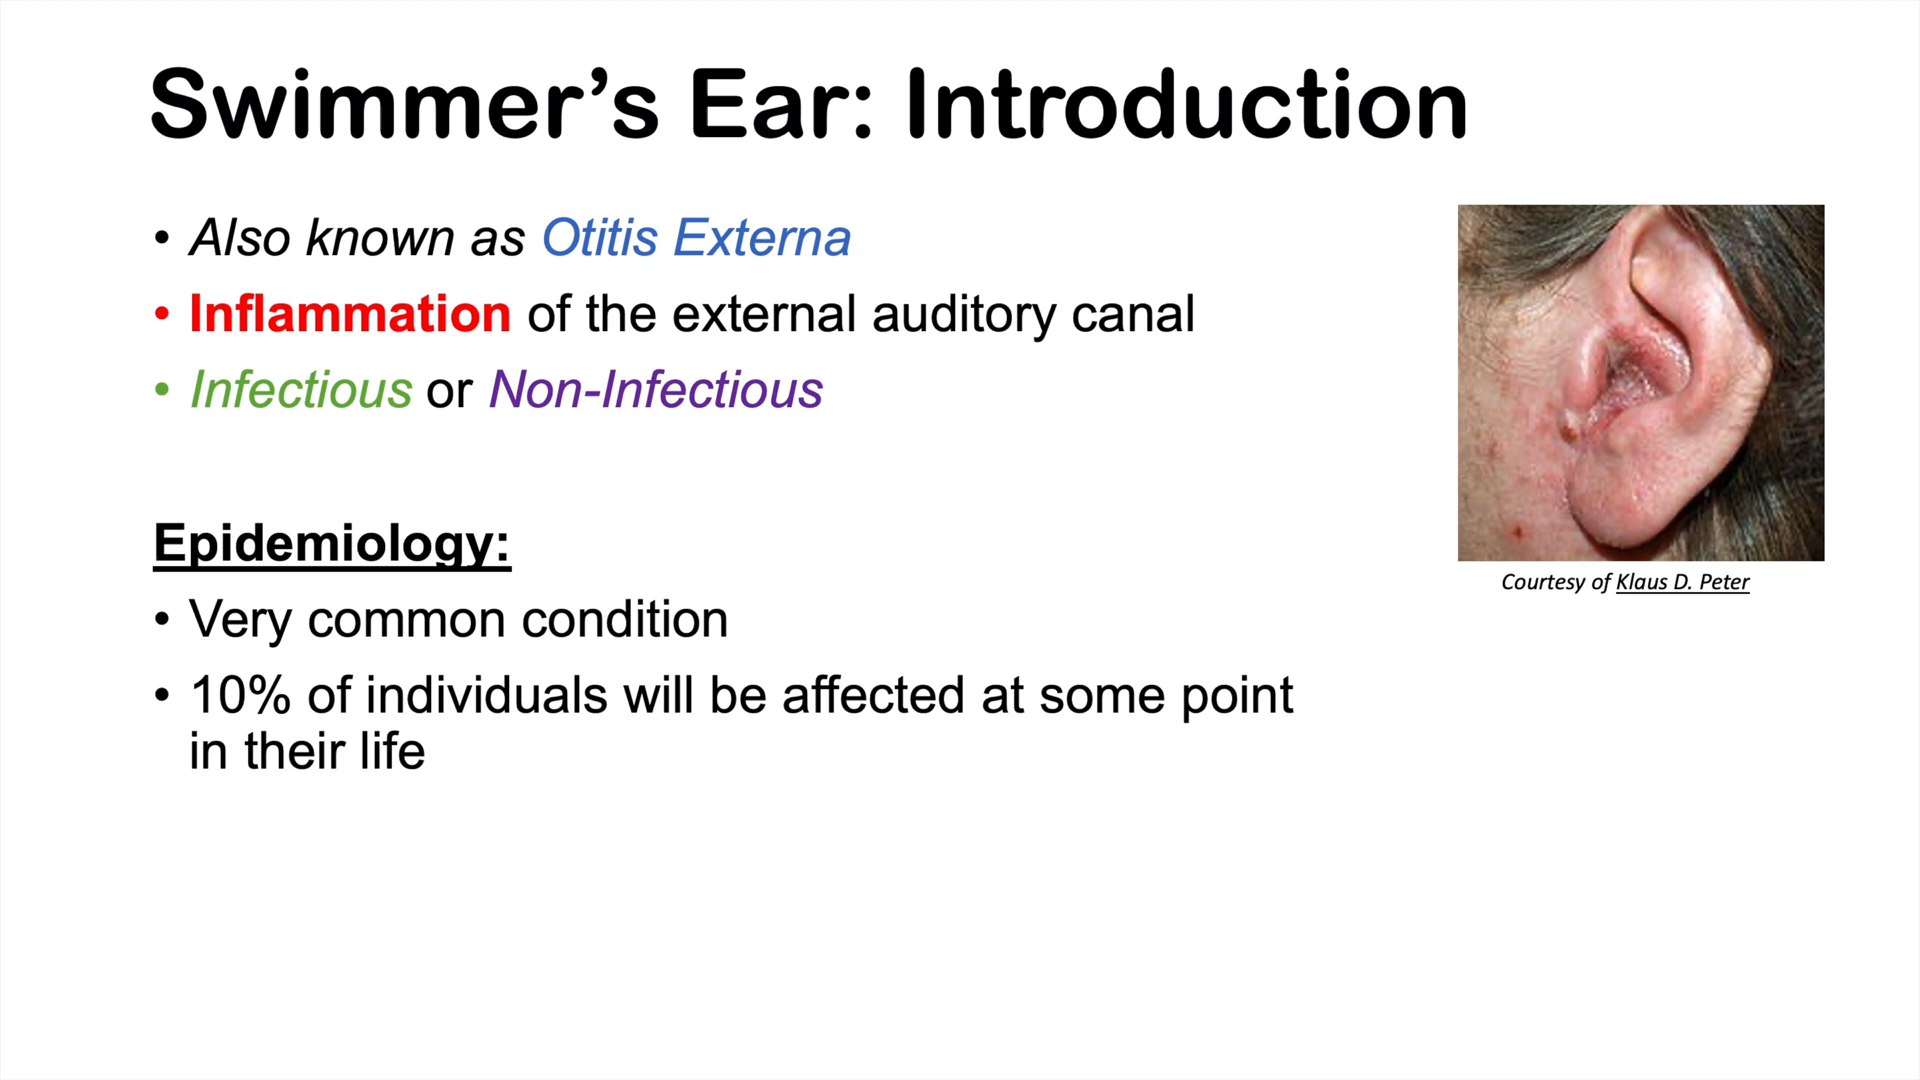 Swimmer’s Ear: Introduction
• Also known as Otitis Externa
• Inflammation of the external auditory canal
• Infectious or Non-Infectious
Courtesy of Klaus D. Peter
Epidemiology:
• Very common condition
• 10% of individuals will be affected at some point
in their life